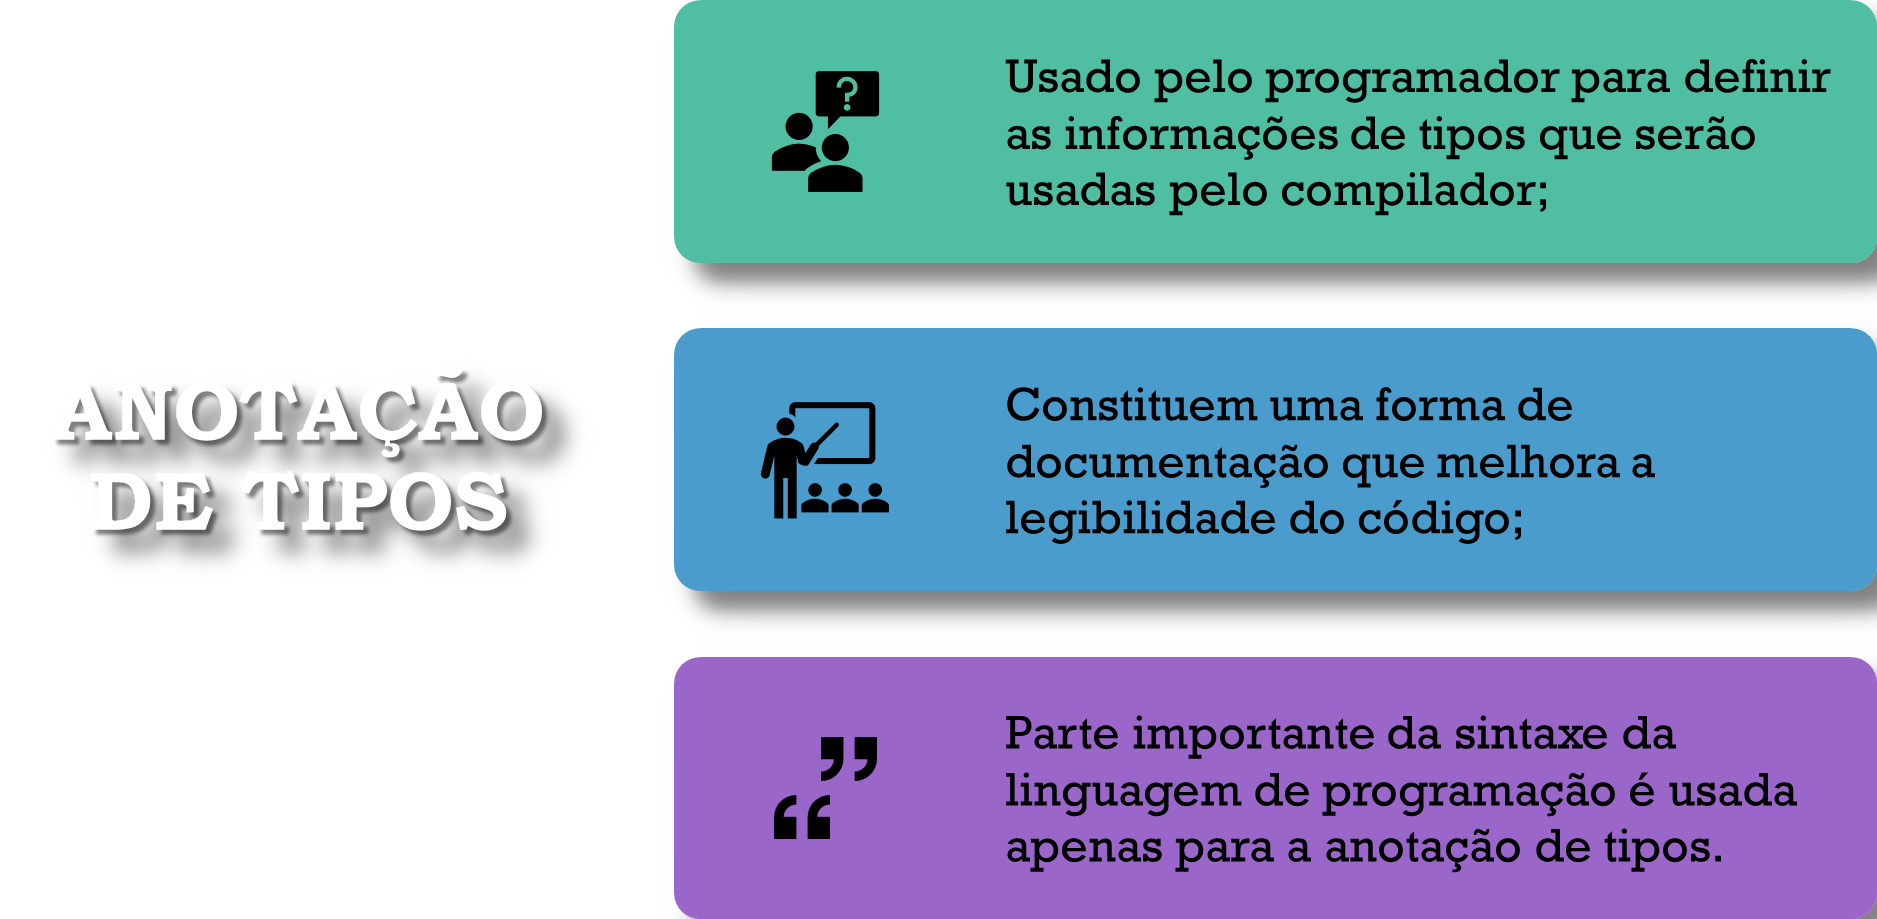 ANOTAÇÃO
DE TIPOS
?
Usado pelo programador para definir
as informações de tipos que serão
usadas pelo compilador;
Constituem uma forma de
documentação que melhora a
legibilidade do código;
Parte importante da sintaxe da
linguagem de programação é usada
apenas para a anotação de tipos.